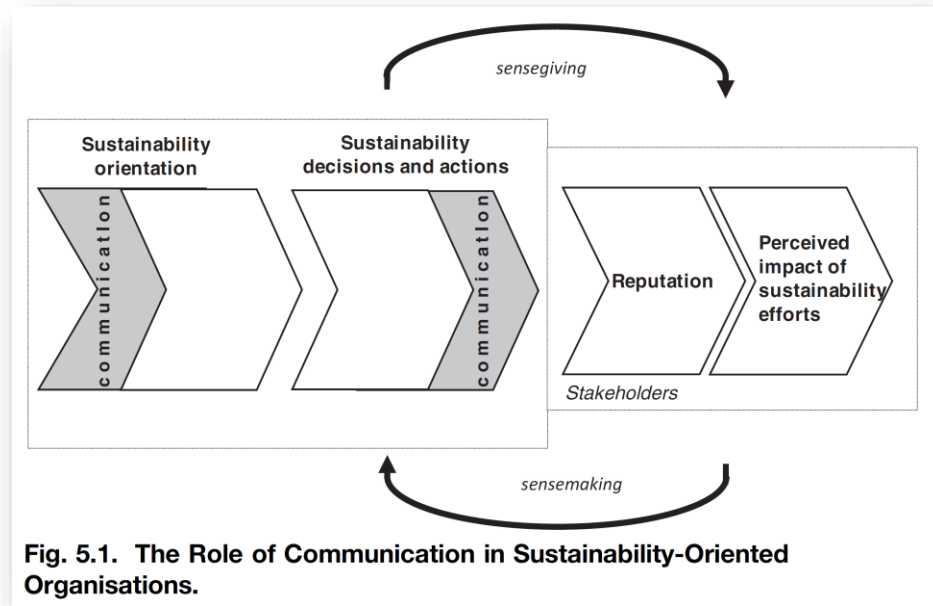 sensegiving
Sustainability
orientation
Sustainability
decisions and actions
communication
communication
Reputation
Perceived
impact of
sustainability
efforts
Stakeholders
sensemaking
Fig. 5.1. The Role of Communication in Sustainability-Oriented
Organisations.